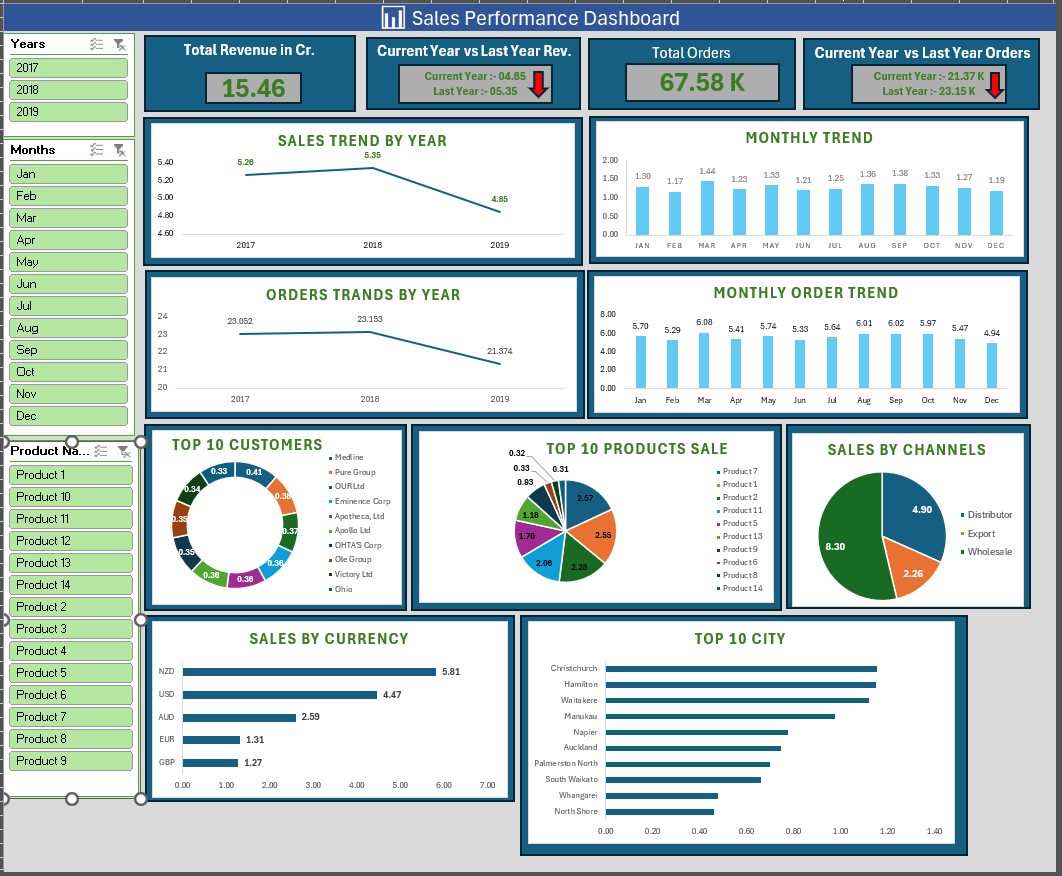 Sales Performance Dashboard
Years
2017
2018
2019
Months
Jan
Feb
Mar
Apr
May
Jun
Jul
Aug
Sep
Oct
Nov
Dec
Product Na...
Product 1
Product 10
Product 11
Product 12
Product 13
Product 14
Product 2
Product 3
Product 4
Product 5
Product 6
Product 7
Product 8
Product 9
Total Revenue in Cr.
15.46
Current Year vs Last Year Rev.
Current Year :- 04.85
Last Year :- 05.35
Total Orders
67.58 K
Current Year vs Last Year Orders
Current Year :- 21.37 K
Last Year :- 23.15 K
SALES TREND BY YEAR
5.40
5.20
5.00
4.80
4.60
5.26
5.35
4.85
2017 2018 2019
MONTHLY TREND
2.00
1.50
1.00
0.50
0.00
1.30 1.17 1.44 1.23 1.33 1.21 1.25 1.36 1.38 1.33 1.27 1.19
JAN FEB MAR APR MAY JUN JUL AUG SEP OCT NOV DEC
ORDERS TRANDS BY YEAR
24
23
22
21
20
23.052
23.153
21.374
2017 2018 2019
MONTHLY ORDER TREND
8.00
6.00
4.00
2.00
0.00
5.70 5.29 6.08 5.41 5.74 5.33 5.64 6.01 6.02 5.97 5.47 4.94
Jan Feb Mar Apr May Jun Jul Aug Sep Oct Nov Dec
TOP 10 CUSTOMERS
0.41
0.38
0.37
0.36
0.36
0.36
0.35
0.35
0.34
0.33
Medline
Pure Group
OUR Ltd
Eminence Corp
Apotheca, Ltd
Apollo Ltd
OHTA'S Corp
Ole Group
Victory Ltd
Ohio
TOP 10 PRODUCTS SALE
2.57
2.55
2.28
2.06
1.70
1.18
0.93
0.33
0.32
0.31
Product 7
Product 1
Product 2
Product 11
Product 5
Product 13
Product 9
Product 6
Product 8
Product 14
SALES BY CHANNELS
4.90
2.26
8.30
Distributor
Export
Wholesale
SALES BY CURRENCY
NZD 5.81
USD 4.47
AUD 2.59
EUR 1.31
GBP 1.27
0.00 1.00 2.00 3.00 4.00 5.00 6.00 7.00
TOP 10 CITY
Christchurch
Hamilton
Waitakere
Manukau
Napier
Auckland
Palmerston North
South Waikato
Whangarei
North Shore
0.00 0.20 0.40 0.60 0.80 1.00 1.20 1.40